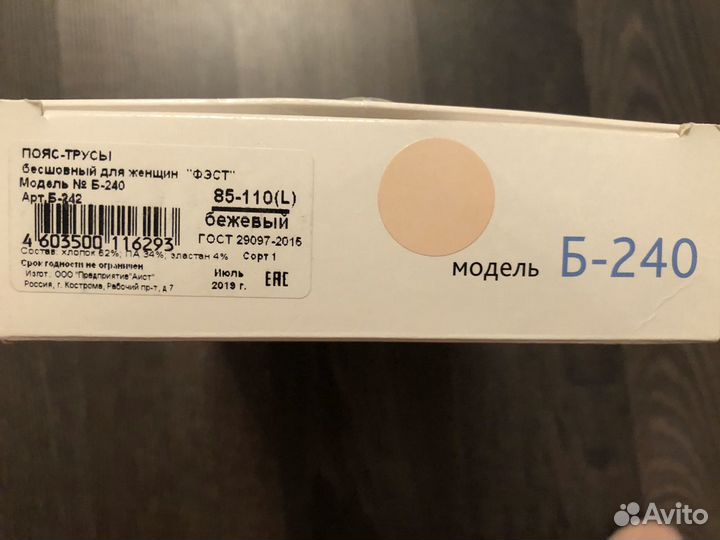 ПОЯС-ТРУСЫ
бесшовный для женщин "ФЭСТ"
Модель № Б-240
Арт.Б-242
85-110(L)
бежевый
4 603500 116293
ГОСТ 29097-2015
Состав: хлопок 62%; ПА 34%; эластан 4% Сорт 1
Срок годности не ограничен
Изгот. ООО "Предприятие"Аист"
Россия, г. Кострома, Рабочий пр-т, д 7
Июль
2019 г.
ЕАС
модель Б-240
Avito